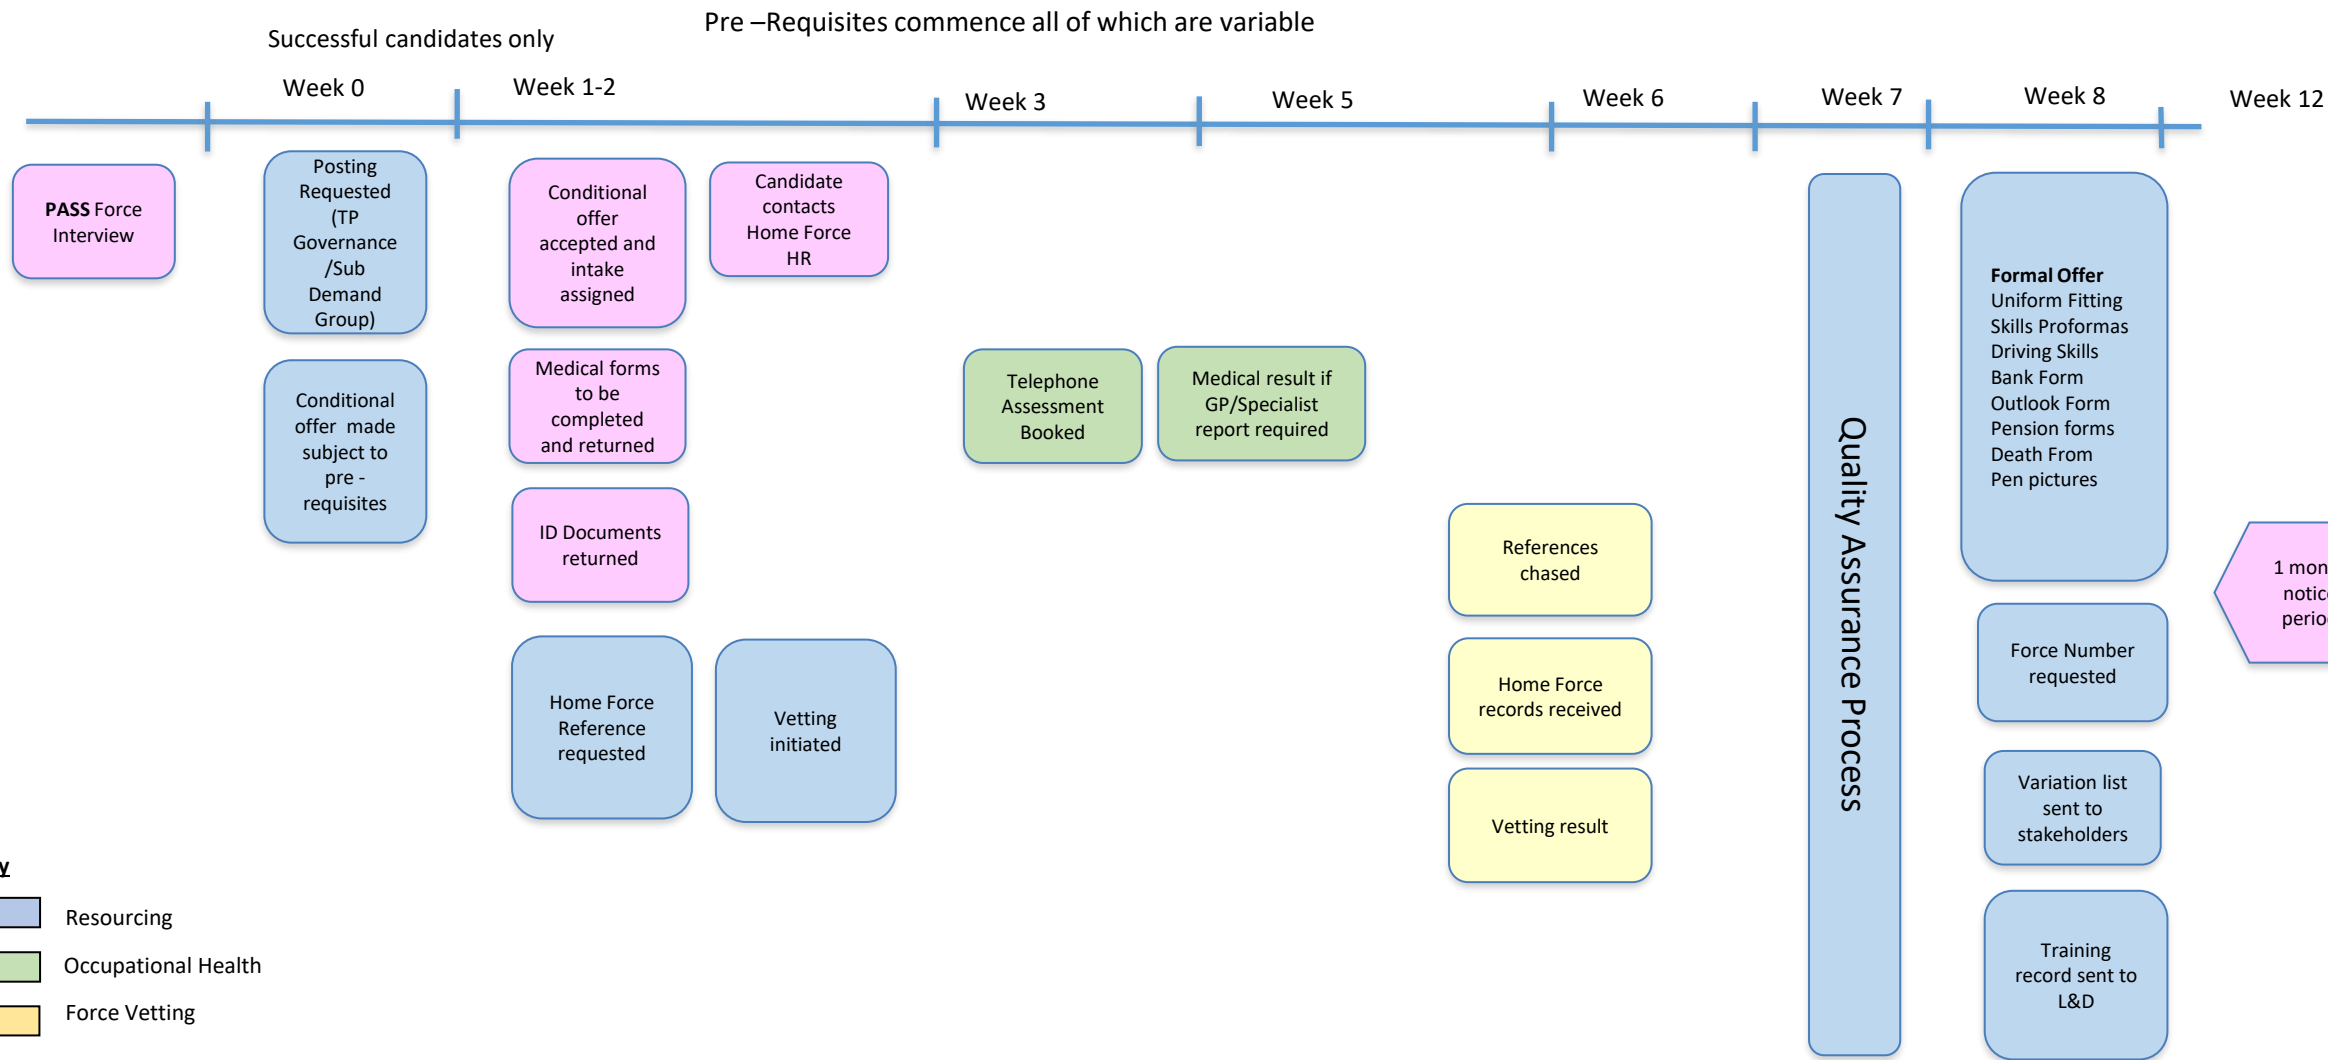 Pre –Requisites commence all of which are variable
Successful candidates only
Week 0
Week 1-2
Week 3
Week 5
Week 6
Week 7
Week 8
Week 12
PASS Force
Interview
Posting
Requested
(TP
Governance
/Sub
Demand
Group)
Conditional
offer made
subject to
pre -
requisites
Conditional
offer
accepted and
intake
assigned
Candidate
contacts
Home Force
HR
Medical forms
to be
completed
and returned
ID Documents
returned
Home Force
Reference
requested
Vetting
initiated
Telephone
Assessment
Booked
Medical result if
GP/Specialist
report required
References
chased
Home Force
records received
Vetting result
Quality Assurance Process
Formal Offer
Uniform Fitting
Skills Proformas
Driving Skills
Bank Form
Outlook Form
Pension forms
Death From
Pen pictures
Force Number
requested
Variation list
sent to
stakeholders
Training
record sent to
L&D
1 mon
notic
perio
y
Resourcing
Occupational Health
Force Vetting